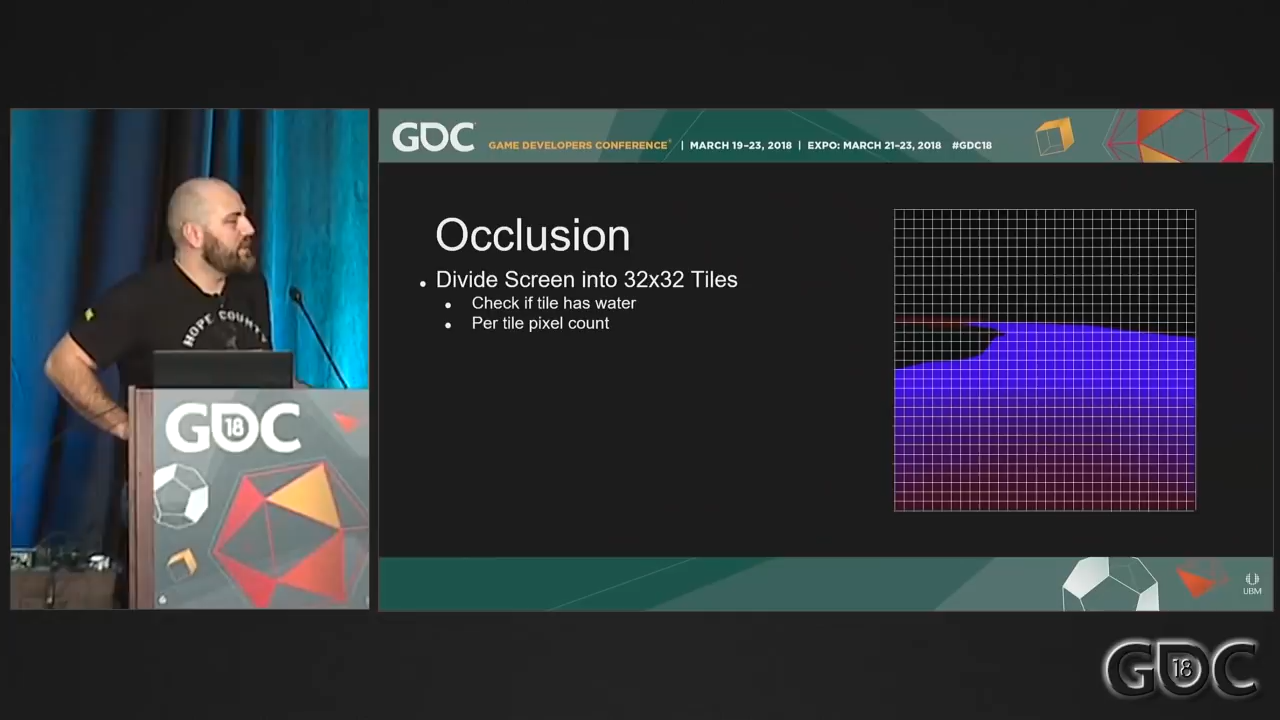 GDC
GAME DEVELOPERS CONFERENCE® | MARCH 19–23, 2018 | EXPO: MARCH 21–23, 2018 #GDC18
Occlusion
• Divide Screen into 32x32 Tiles
• Check if tile has water
• Per tile pixel count
HOPE COUNTY
GDC
18
UBM
GDC
18